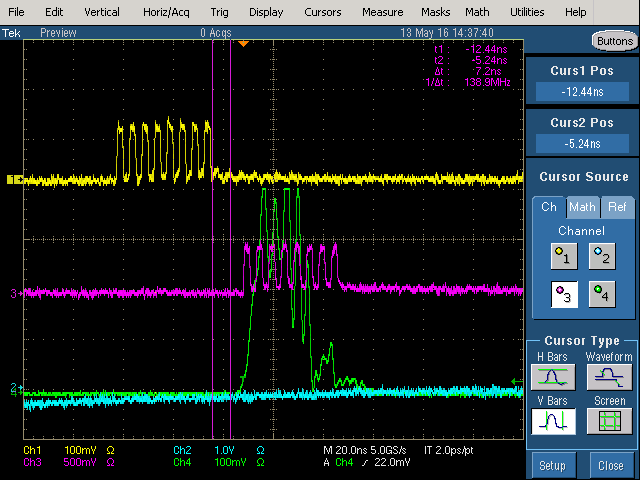 File Edit Vertical Horiz/Acq Trig Display Cursors Measure Masks Math Utilities Help
Tek Preview 0 Acqs 13 May 16 14:37:40 Buttons
t1 : -12.44ns
t2 : -5.24ns
Δt : 7.2ns
1/Δt : 138.9MHz
Curs1 Pos
-12.44ns
Curs2 Pos
-5.24ns
Cursor Source
Ch Math Ref
Channel
1 2
3 4
Cursor Type
H Bars Waveform
V Bars Screen
Setup Close
1
3
2
Ch1 100mV Ω Ch2 1.0V Ω M 20.0ns 5.0GS/s IT 2.0ps/pt
Ch3 500mV Ω Ch4 100mV Ω A Ch4 ∕ 22.0mV